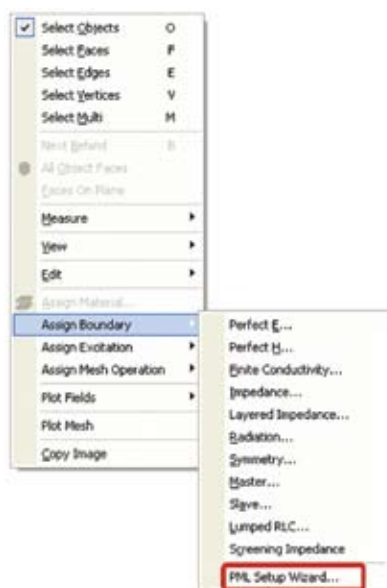 Select Objects O
Select Faces F
Select Edges E
Select Vertices V
Select Multi M
Next Behind B
All Object Faces
Faces On Plane
Measure
View
Edit
Assign Material...
Assign Boundary
Assign Excitation
Assign Mesh Operation
Plot Fields
Plot Mesh
Copy Image
Perfect E...
Perfect H...
Finite Conductivity...
Impedance...
Layered Impedance...
Radiation...
Symmetry...
Master...
Slave...
Lumped RLC...
Screening Impedance
PML Setup Wizard...